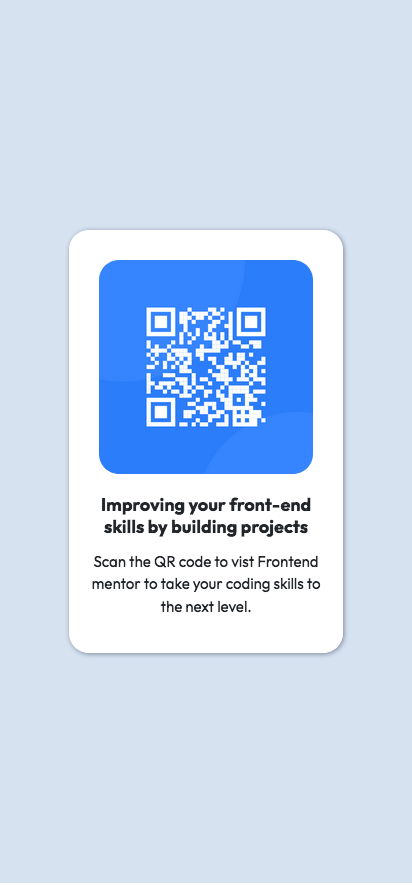 Improving your front-end
skills by building projects
Scan the QR code to vist Frontend
mentor to take your coding skills to
the next level.